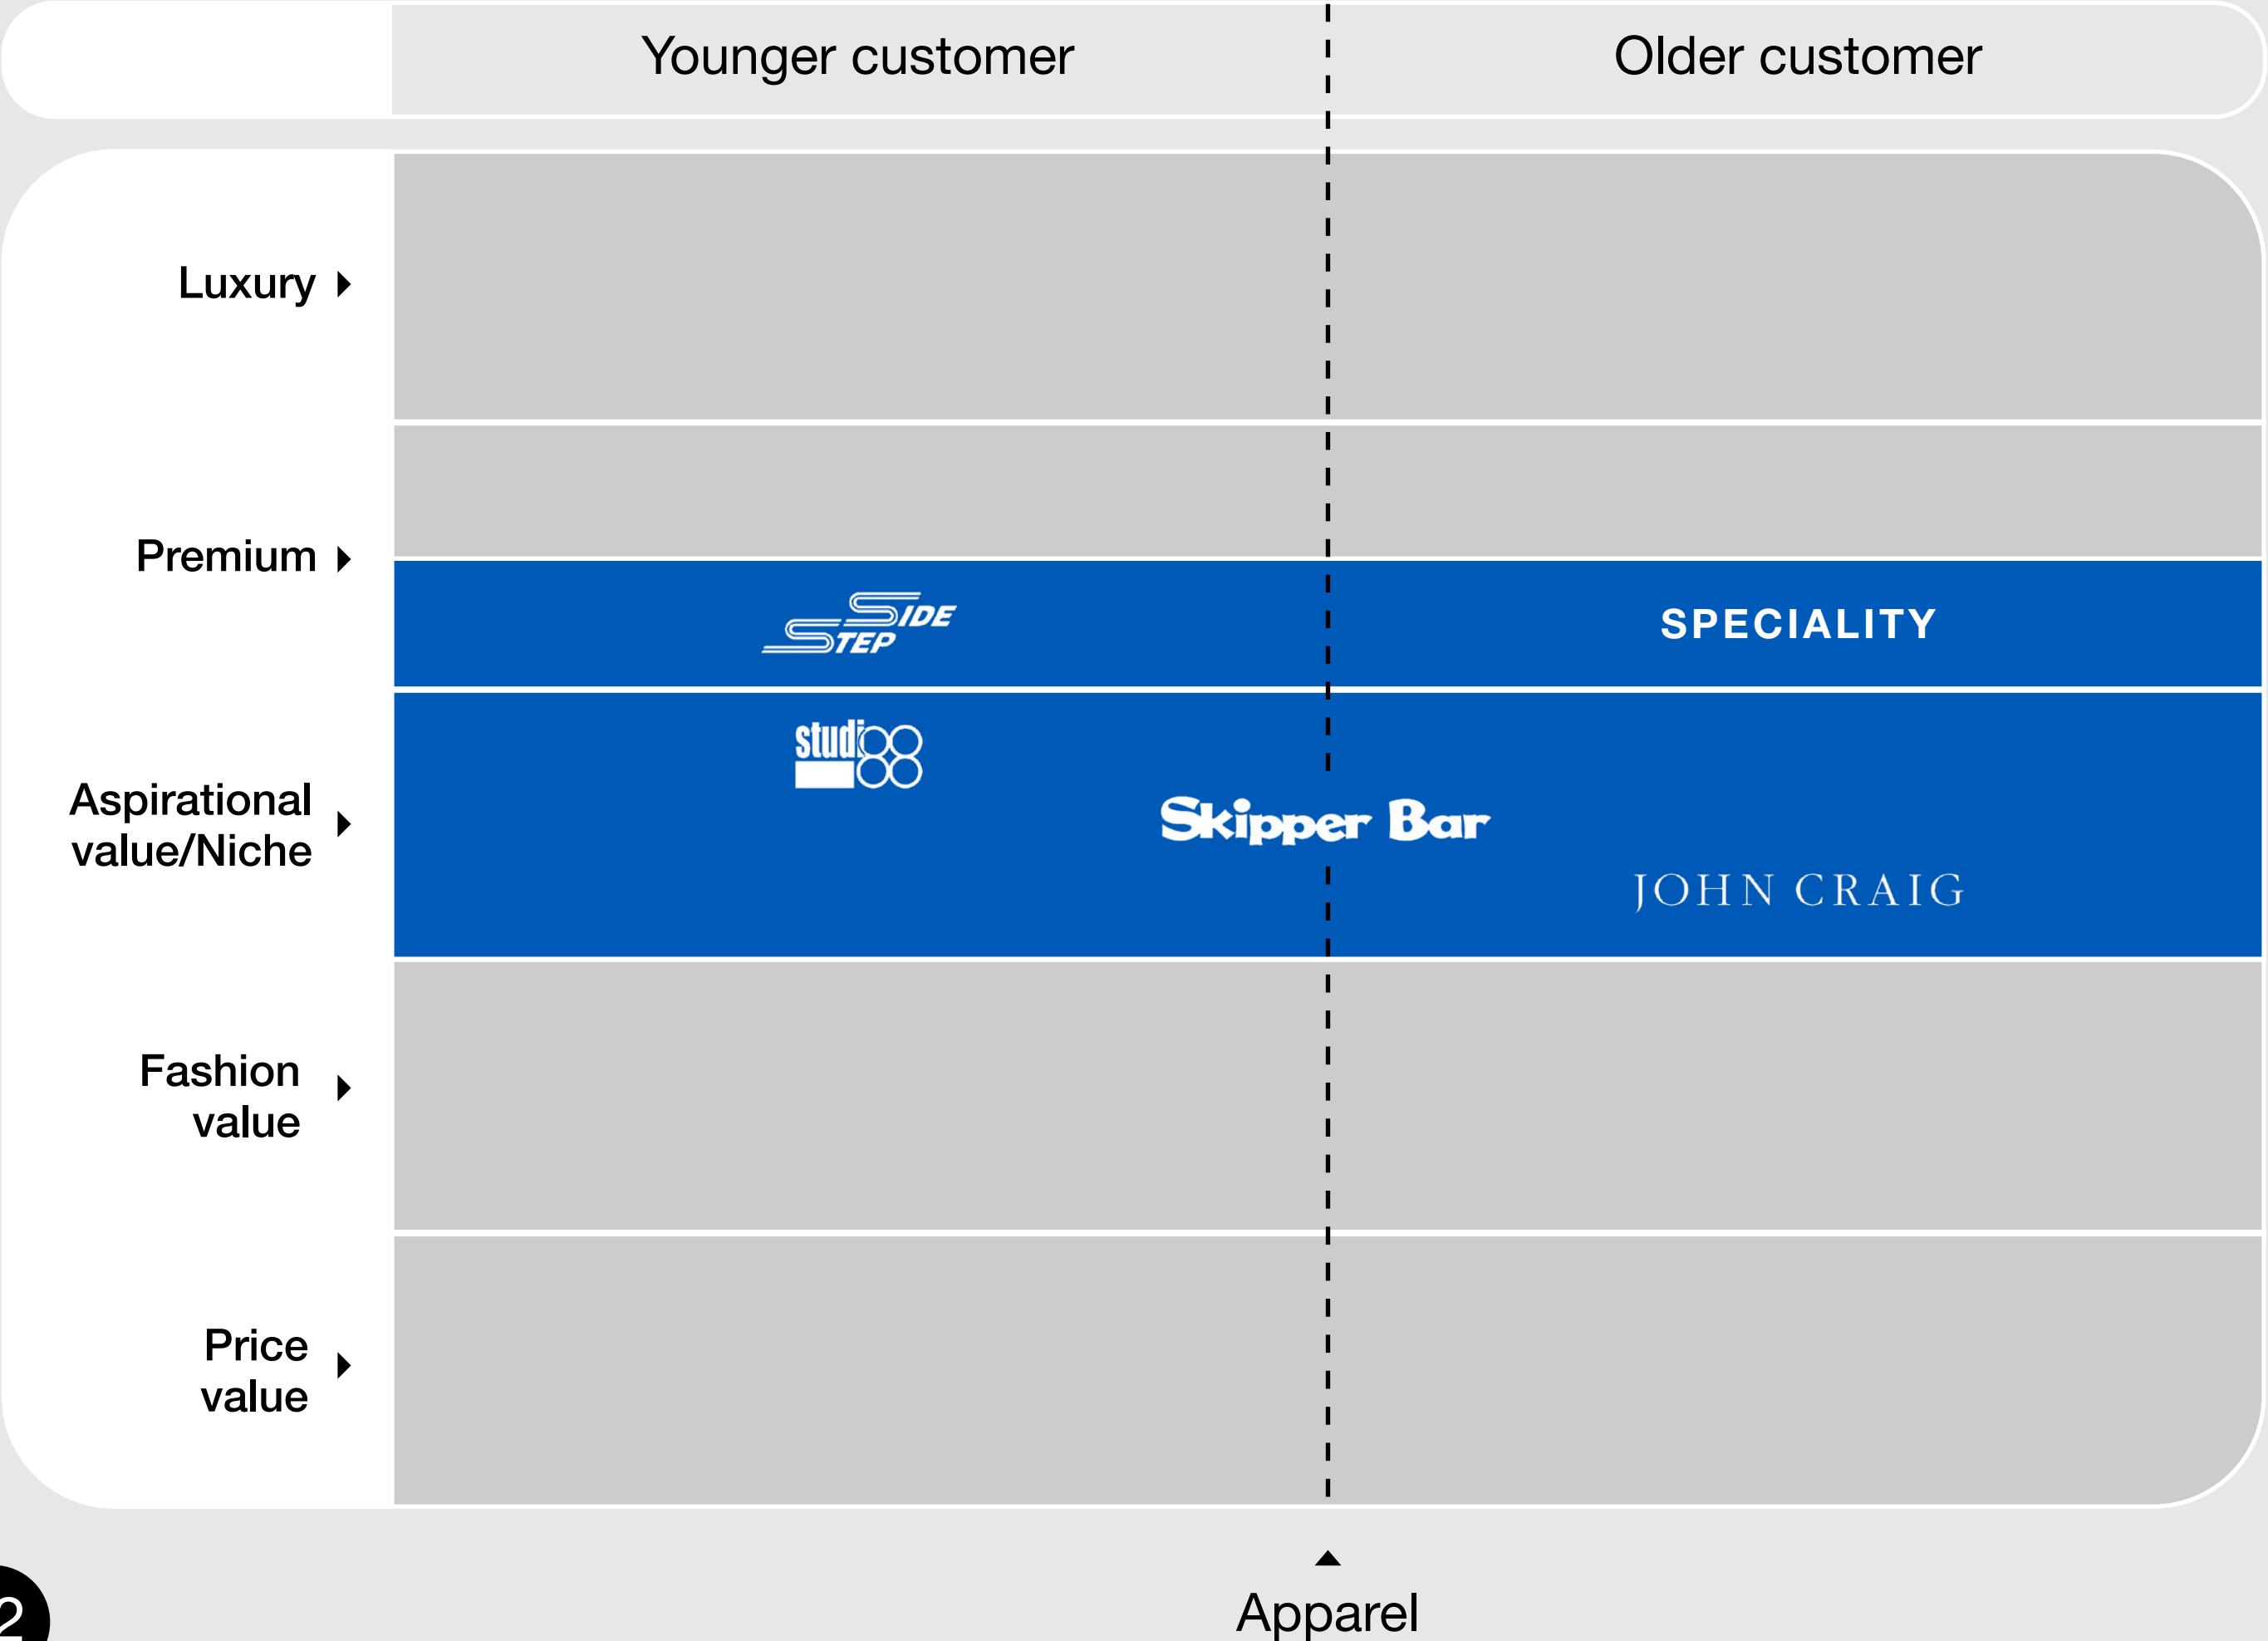 Younger customer
Older customer
Luxury
Premium
SIDE
STEP
SPECIALITY
studio88
Aspirational
value/Niche
Skipper Bar
JOHN CRAIG
Fashion
value
Price
value
Apparel
2